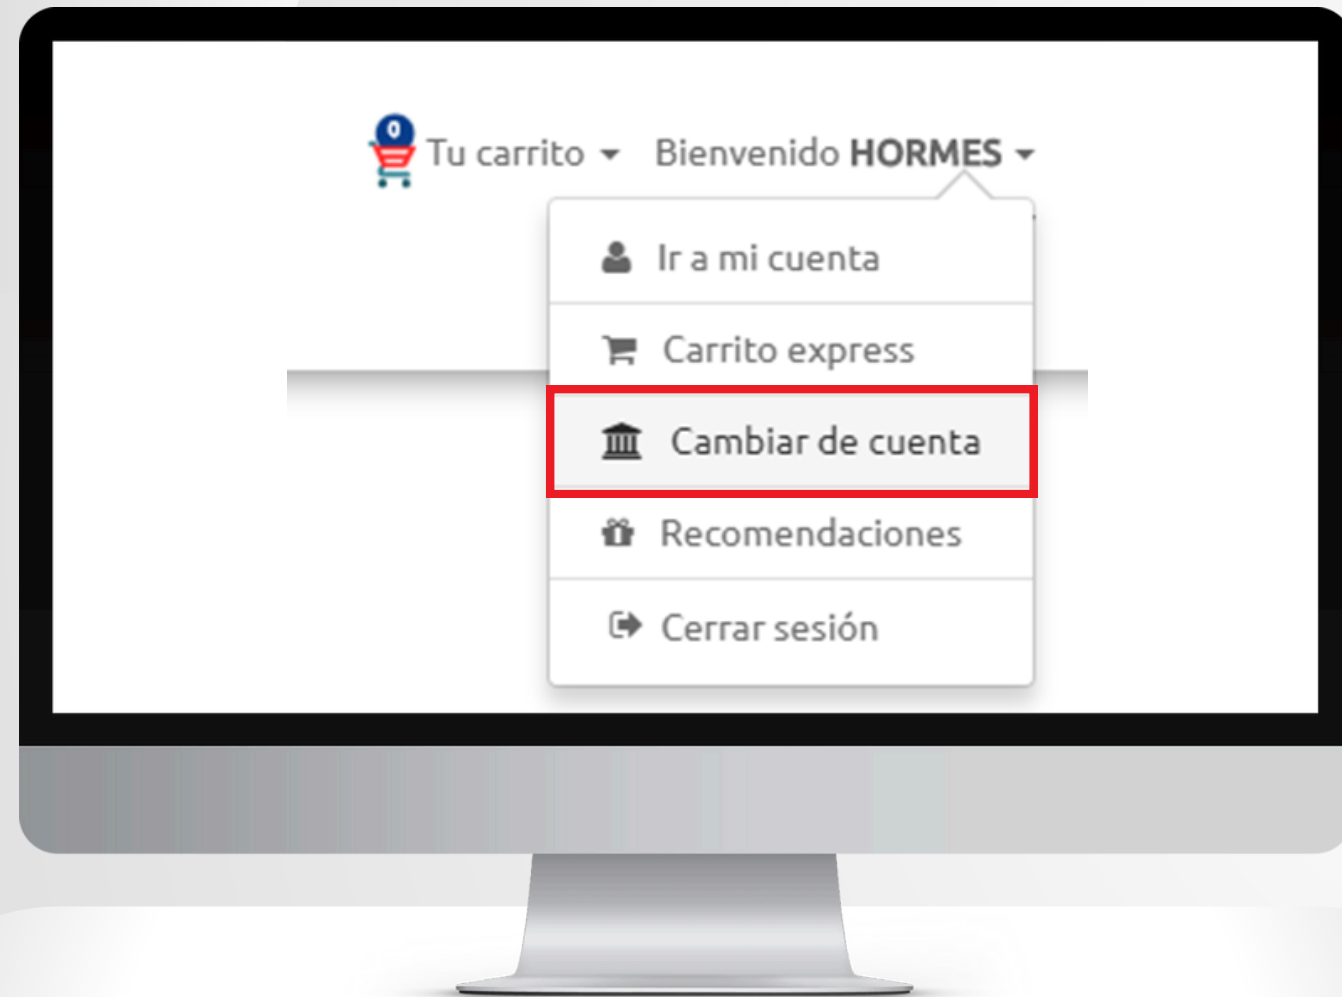 0 Tu carrito Bienvenido HORMES
Ir a mi cuenta
Carrito express
Cambiar de cuenta
Recomendaciones
Cerrar sesión